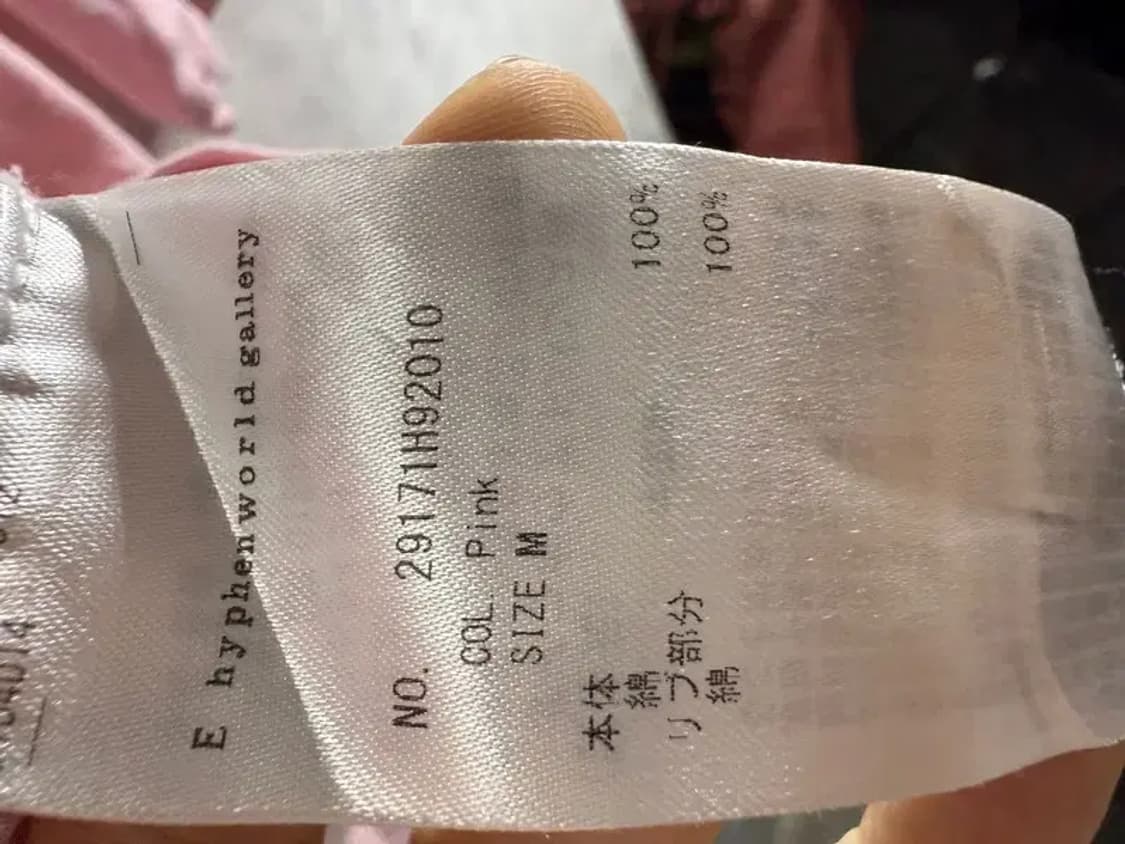 E hyphen world gallery
NO. 29171H92010
COL. Pink
SIZE M
本体
綿 100%
リブ部分
綿 100%